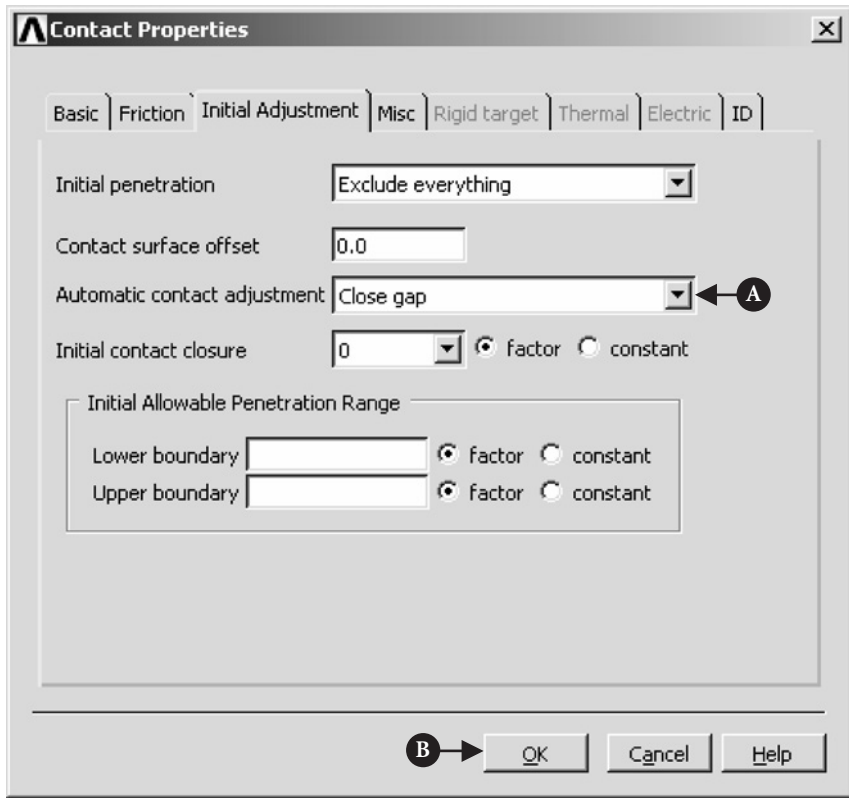 Contact Properties
Basic Friction Initial Adjustment Misc Rigid target Thermal Electric ID
Initial penetration Exclude everything
Contact surface offset 0.0
Automatic contact adjustment Close gap A
Initial contact closure 0 factor constant
Initial Allowable Penetration Range
Lower boundary factor constant
Upper boundary factor constant
B OK Cancel Help